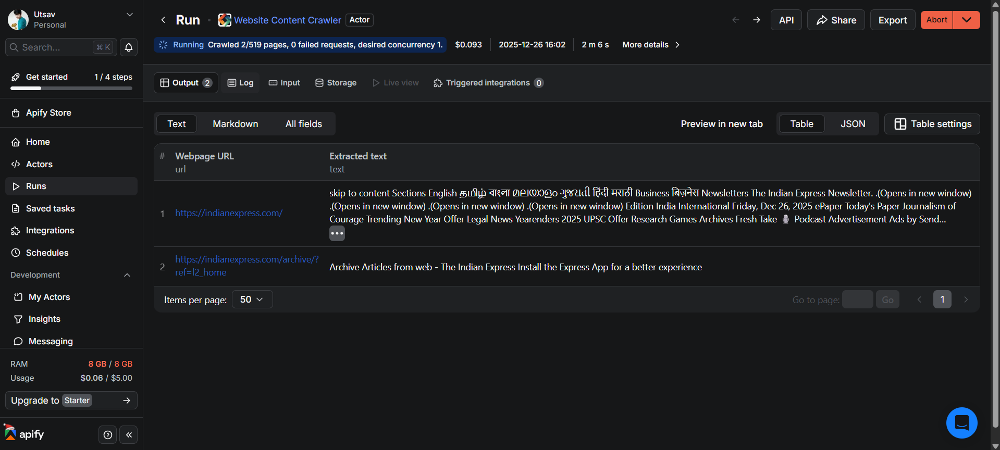 Utsav
Personal
Search...
⌘ K
Get started 1 / 4 steps
Apify Store
Home
Actors
Runs
Saved tasks
Integrations
Schedules
Development
My Actors
Insights
Messaging
RAM 8 GB / 8 GB
Usage $0.06 / $5.00
Upgrade to Starter
apify
Run • Website Content Crawler Actor
API Share Export Abort
Running Crawled 2/519 pages, 0 failed requests, desired concurrency 1. $0.093 2025-12-26 16:02 2 m 6 s More details
Output 2 Log Input Storage Live view Triggered integrations 0
Text Markdown All fields Preview in new tab Table JSON Table settings
# Webpage URL Extracted text
url text
skip to content Sections English தமிழ் বাংলা മലയാളം ગુજરાતી हिंदी मराठी Business बिज़नेस Newsletters The Indian Express Newsletter. .(Opens in new window)
.(Opens in new window) .(Opens in new window) .(Opens in new window) Edition India International Friday, Dec 26, 2025 ePaper Today’s Paper Journalism of
1 https://indianexpress.com/
Courage Trending New Year Offer Legal News Yearenders 2025 UPSC Offer Research Games Archives Fresh Take 🎙️ Podcast Advertisement Ads by Send...
2 https://indianexpress.com/archive/?
ref=l2_home
Archive Articles from web - The Indian Express Install the Express App for a better experience
Items per page: 50 Go to page: Go 1